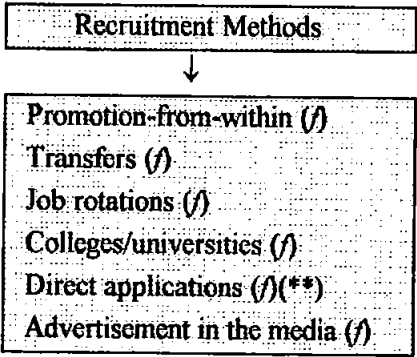 Recruitment Methods
Promotion-from-within (f)
Transfers (f)
Job rotations (f)
Colleges/universities (f)
Direct applications (f)(**)
Advertisement in the media (f)